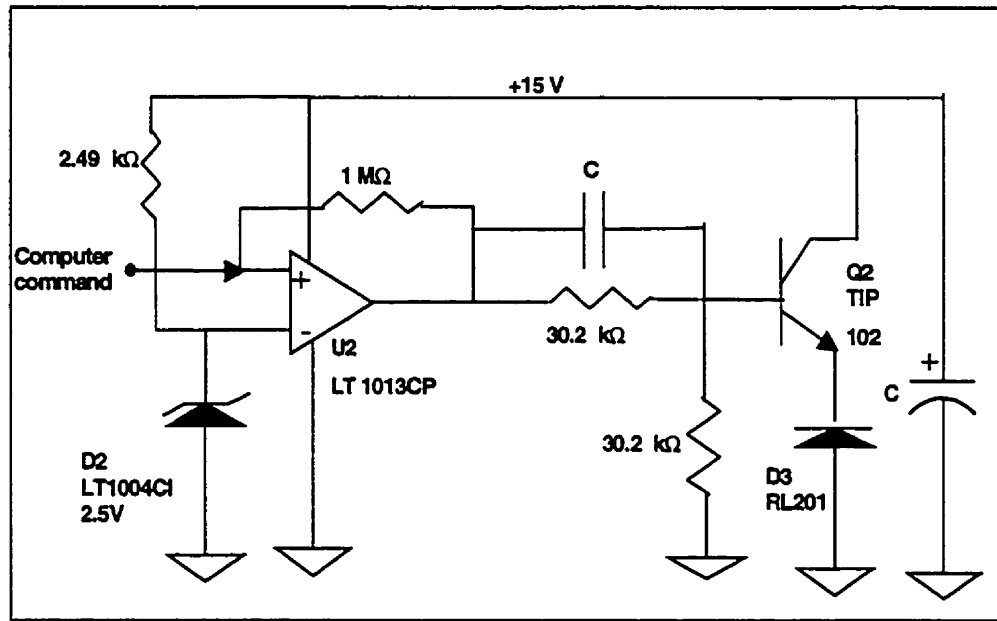 +15 V
2.49 kΩ
1 MΩ
C
Computer
command
+
-
U2
LT 1013CP
30.2 kΩ
Q2
TIP
102
+
C
30.2 kΩ
D2
LT1004CI
2.5V
D3
RL201